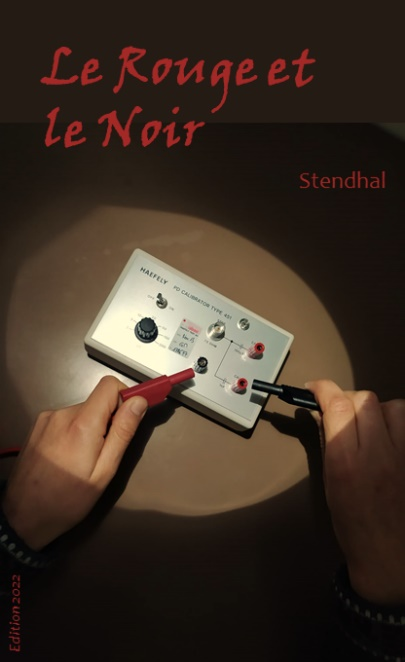 Le Rouge et
le Noir
Stendhal
HAEFELY
PD CALIBRATOR TYPE 451
Edition 2022